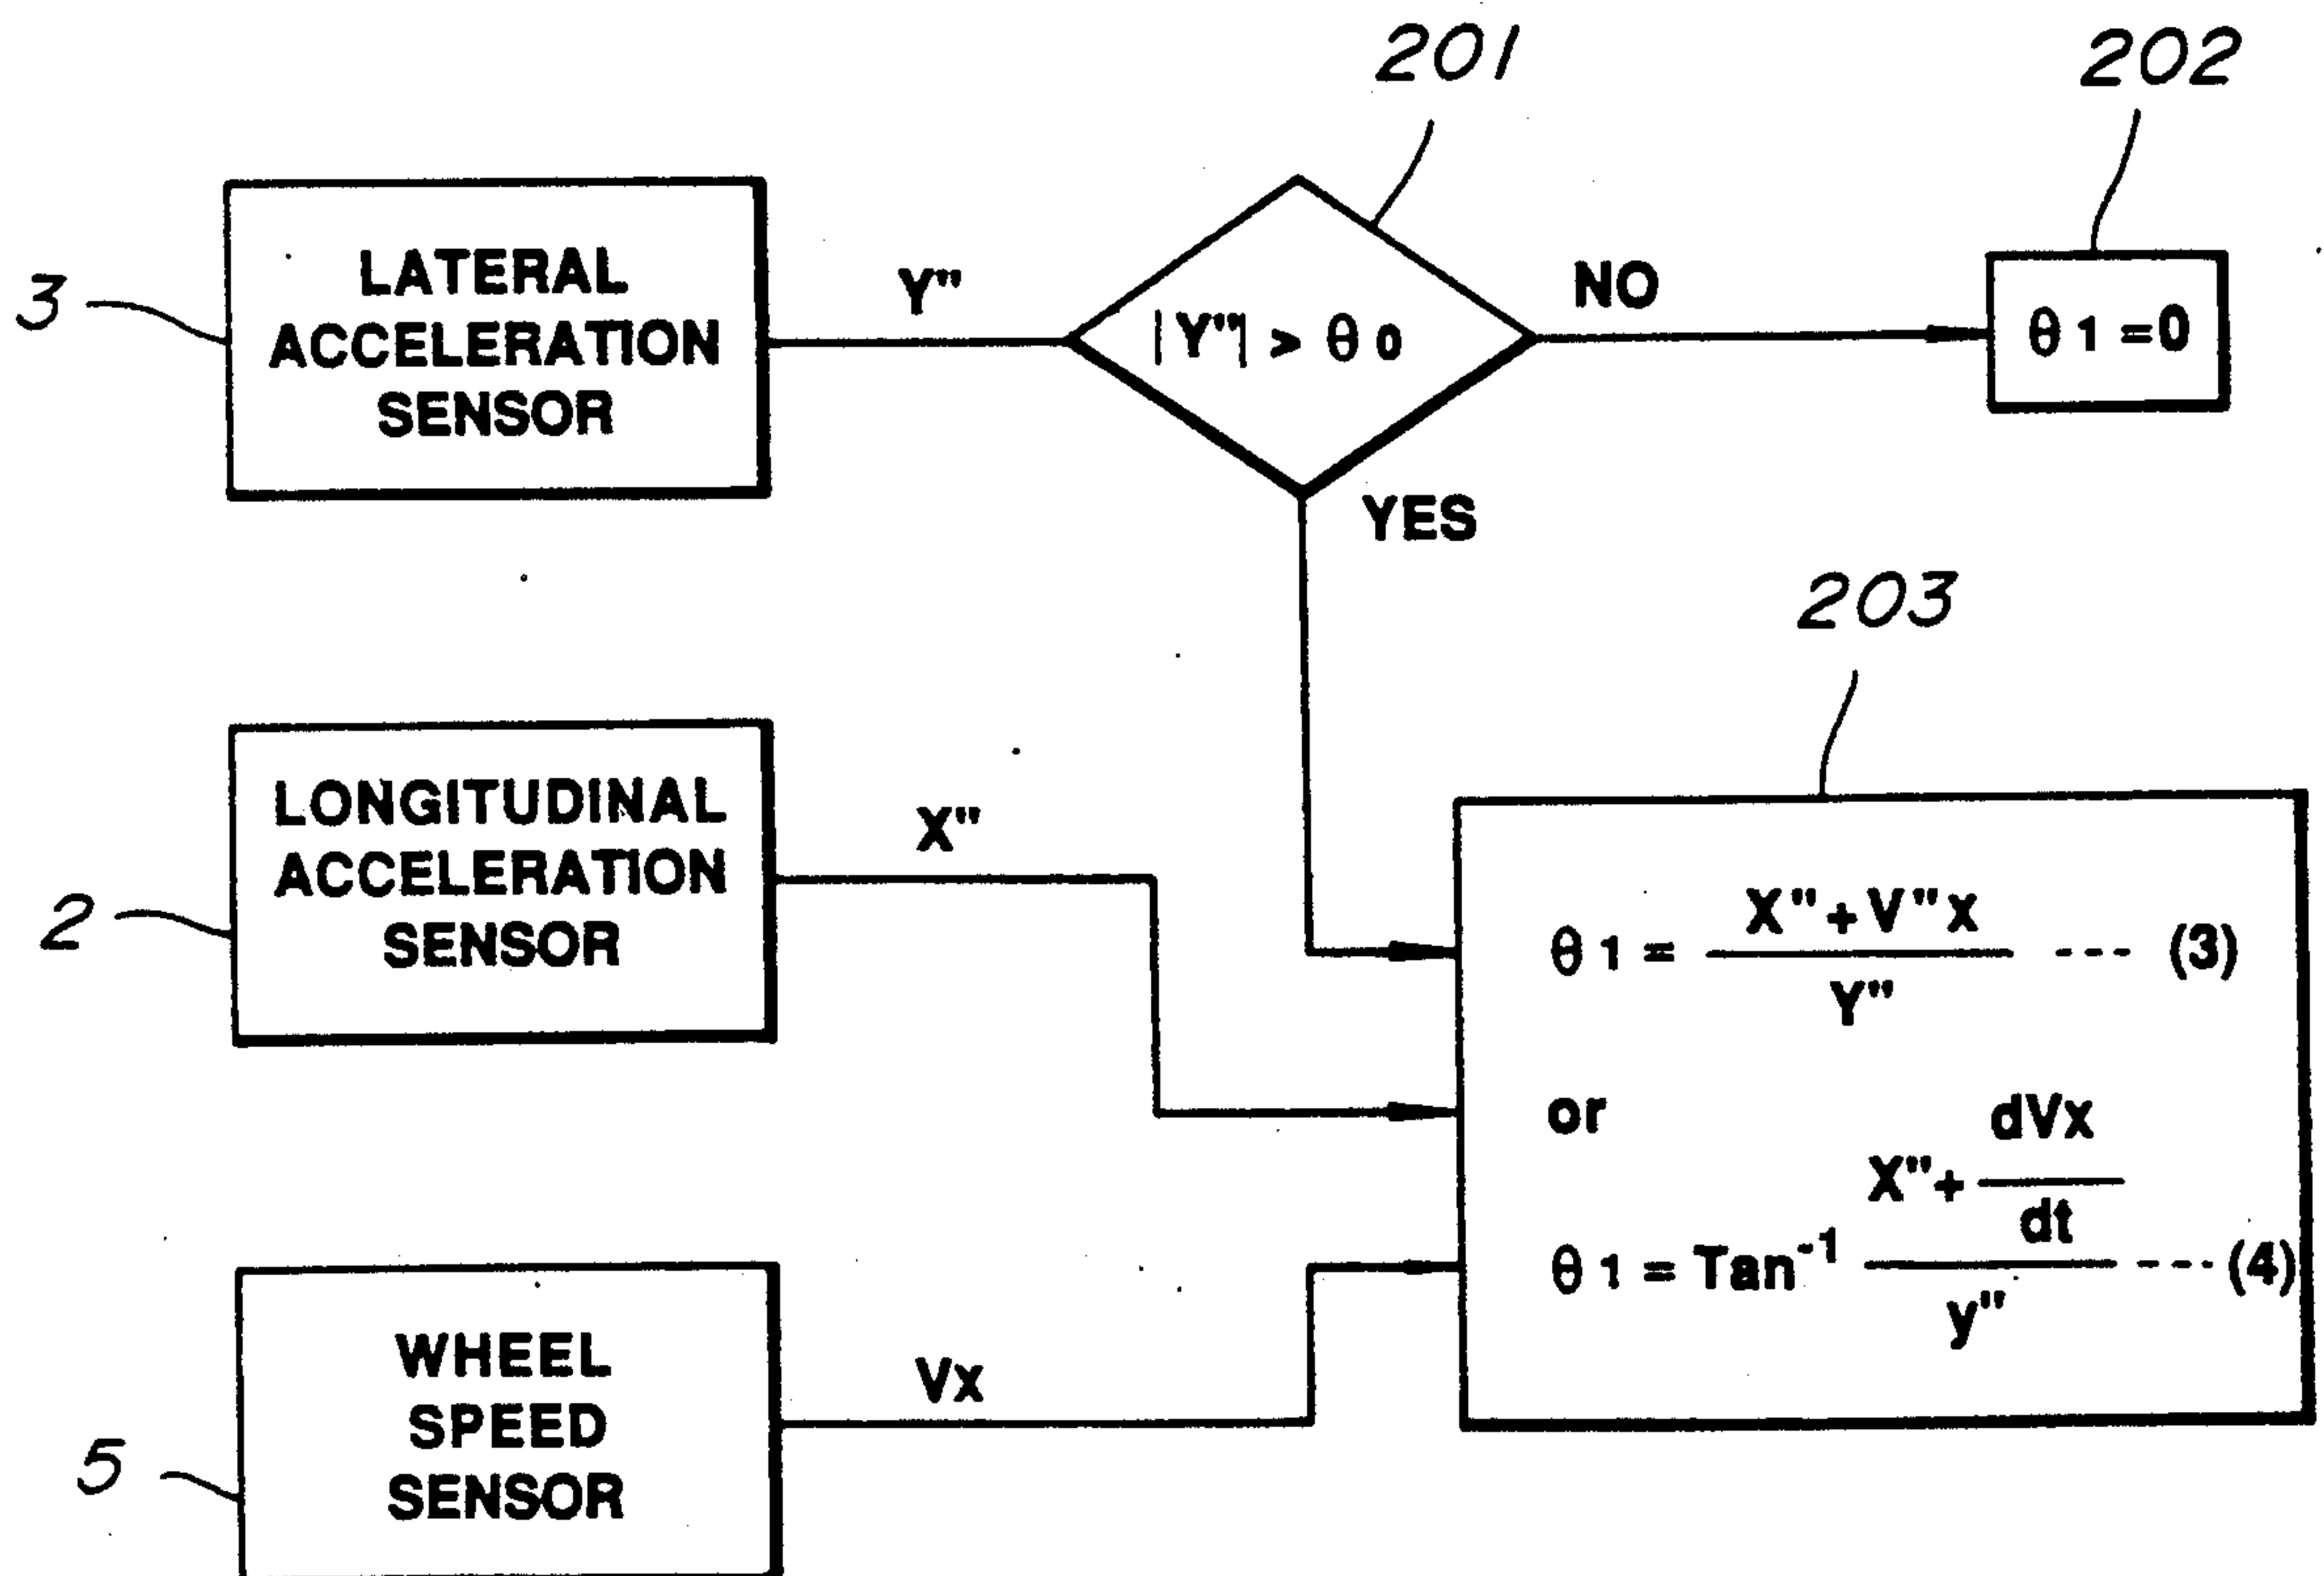 201
202
3
LATERAL
ACCELERATION
SENSOR
Y"
|Y"| > θ 0
NO
θ 1 = 0
YES
203
2
LONGITUDINAL
ACCELERATION
SENSOR
X"
θ 1 = X" + V"x / Y" --- (3)
or
θ 1 = Tan⁻¹ X" + dVx / dt / y" --- (4)
5
WHEEL
SPEED
SENSOR
Vx